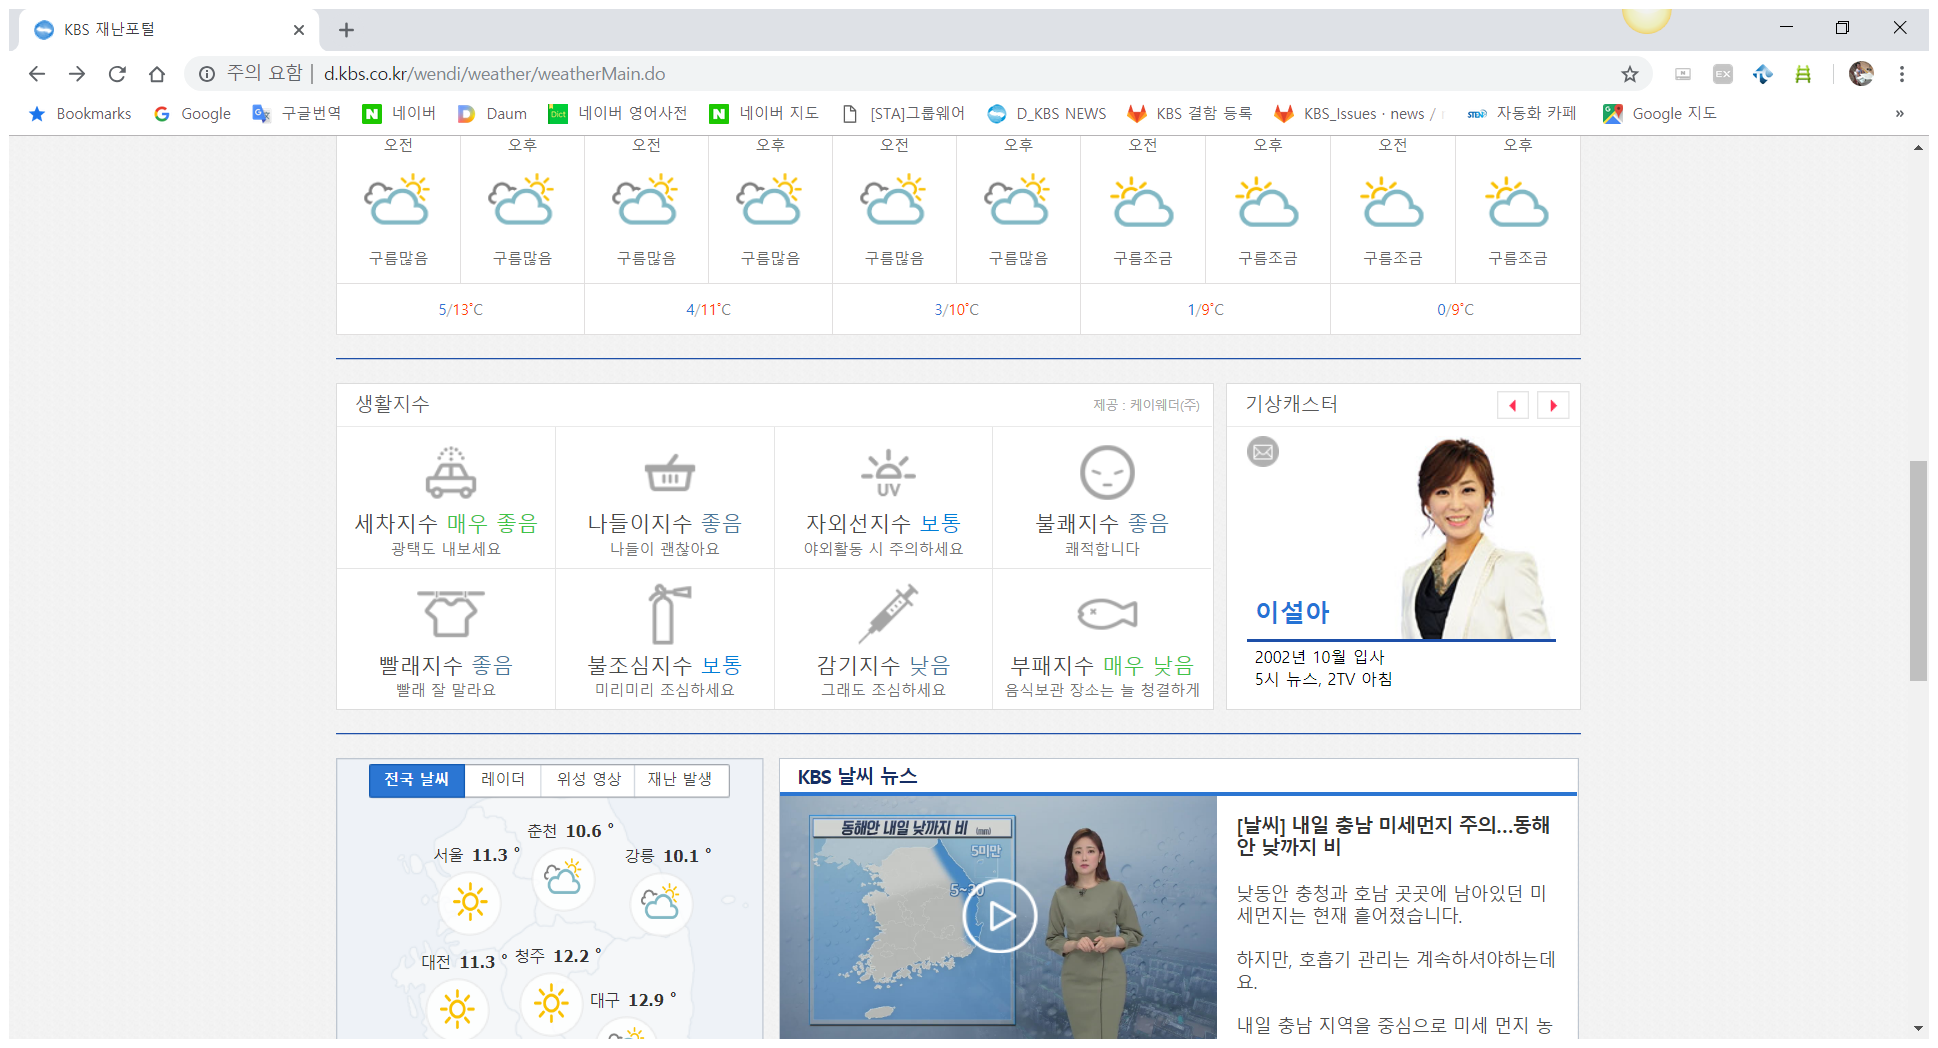 KBS 재난포털
주의 요함 | d.kbs.co.kr/wendi/weather/weatherMain.do
Bookmarks Google 구글번역 네이버 Daum 네이버 영어사전 네이버 지도 [STA]그룹웨어 D_KBS NEWS KBS 결함 등록 KBS_Issues · news / 자동화 카페 Google 지도 »
오전 오후 오전 오후 오전 오후 오전 오후 오전 오후
구름많음 구름많음 구름많음 구름많음 구름많음 구름많음 구름조금 구름조금 구름조금 구름조금
5/13˚C 4/11˚C 3/10˚C 1/9˚C 0/9˚C
생활지수 제공 : 케이웨더(주)
UV
세차지수 매우 좋음 나들이지수 좋음 자외선지수 보통 불쾌지수 좋음
광택도 내보세요 나들이 괜찮아요 야외활동 시 주의하세요 쾌적합니다
빨래지수 좋음 불조심지수 보통 감기지수 낮음 부패지수 매우 낮음
빨래 잘 말라요 미리미리 조심하세요 그래도 조심하세요 음식보관 장소는 늘 청결하게
기상캐스터
이설아
2002년 10월 입사
5시 뉴스, 2TV 아침
전국 날씨 레이더 위성 영상 재난 발생
춘천 10.6 °
서울 11.3 ° 강릉 10.1 °
대전 11.3 ° 청주 12.2 °
대구 12.9 °
KBS 날씨 뉴스
동해안 내일 낮까지 비 (mm)
5미만
5~30
[날씨] 내일 충남 미세먼지 주의…동해
안 낮까지 비
낮동안 충청과 호남 곳곳에 남아있던 미
세먼지는 현재 흩어졌습니다.
하지만, 호흡기 관리는 계속하셔야하는데
요.
내일 충남 지역을 중심으로 미세 먼지 농